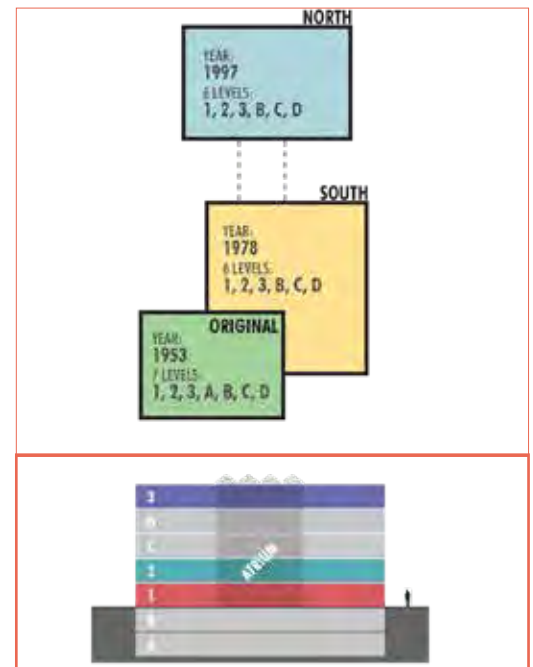 NORTH
YEAR:
1997
6 LEVELS:
1, 2, 3, B, C, D
SOUTH
YEAR:
1978
6 LEVELS:
1, 2, 3, B, C, D
ORIGINAL
YEAR:
1953
7 LEVELS:
1, 2, 3, A, B, C, D
3
D
C
2
ATRIUM
1